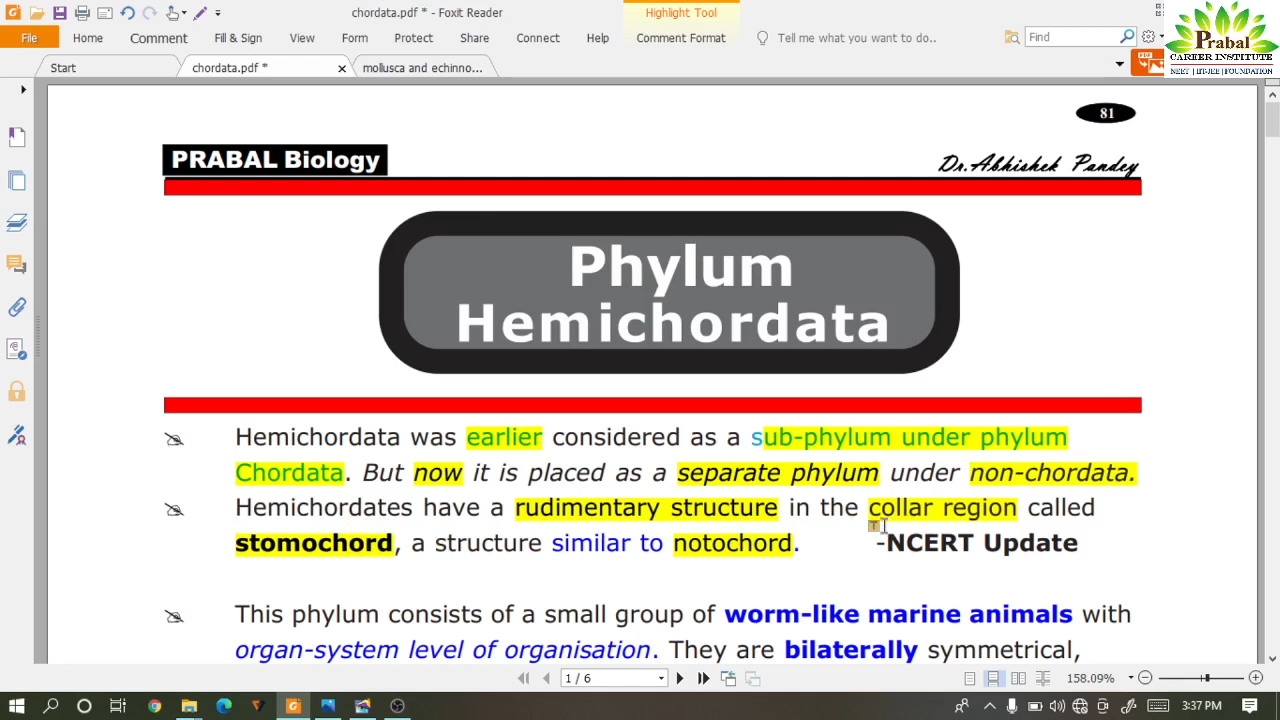 chordata.pdf * - Foxit Reader
Highlight Tool
File Home Comment Fill & Sign View Form Protect Share Connect Help Comment Format Tell me what you want to do.. Find
Prabal
CAREER INSTITUTE
NEET | IIT-JEE | FOUNDATION
Start chordata.pdf * mollusca and echinno...
81
PRABAL Biology
Dr.Abhishek Pandey
Phylum
Hemichordata
Hemichordata was earlier considered as a sub-phylum under phylum
Chordata. But now it is placed as a separate phylum under non-chordata.
Hemichordates have a rudimentary structure in the collar region called
stomochord, a structure similar to notochord. -NCERT Update
This phylum consists of a small group of worm-like marine animals with
organ-system level of organisation. They are bilaterally symmetrical,
1 / 6
158.09%
3:37 PM